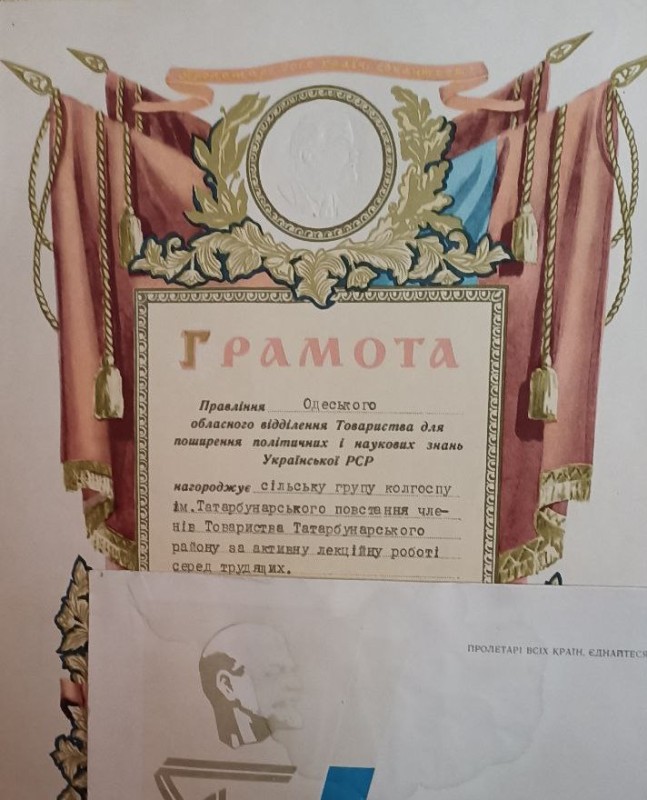 Грамота
Правління Одеського
обласного відділення Товариства для
поширення політичних і наукових знань
Української РСР
нагороджує сільську групу колгоспу
ім.Татарбунарського повстання чле-
нів Товариства Татарбунарського
району за активну лекційну роботі
серед трудящих.
ПРОЛЕТАРІ ВСІХ КРАЇН, ЄДНАЙТЕСЯ